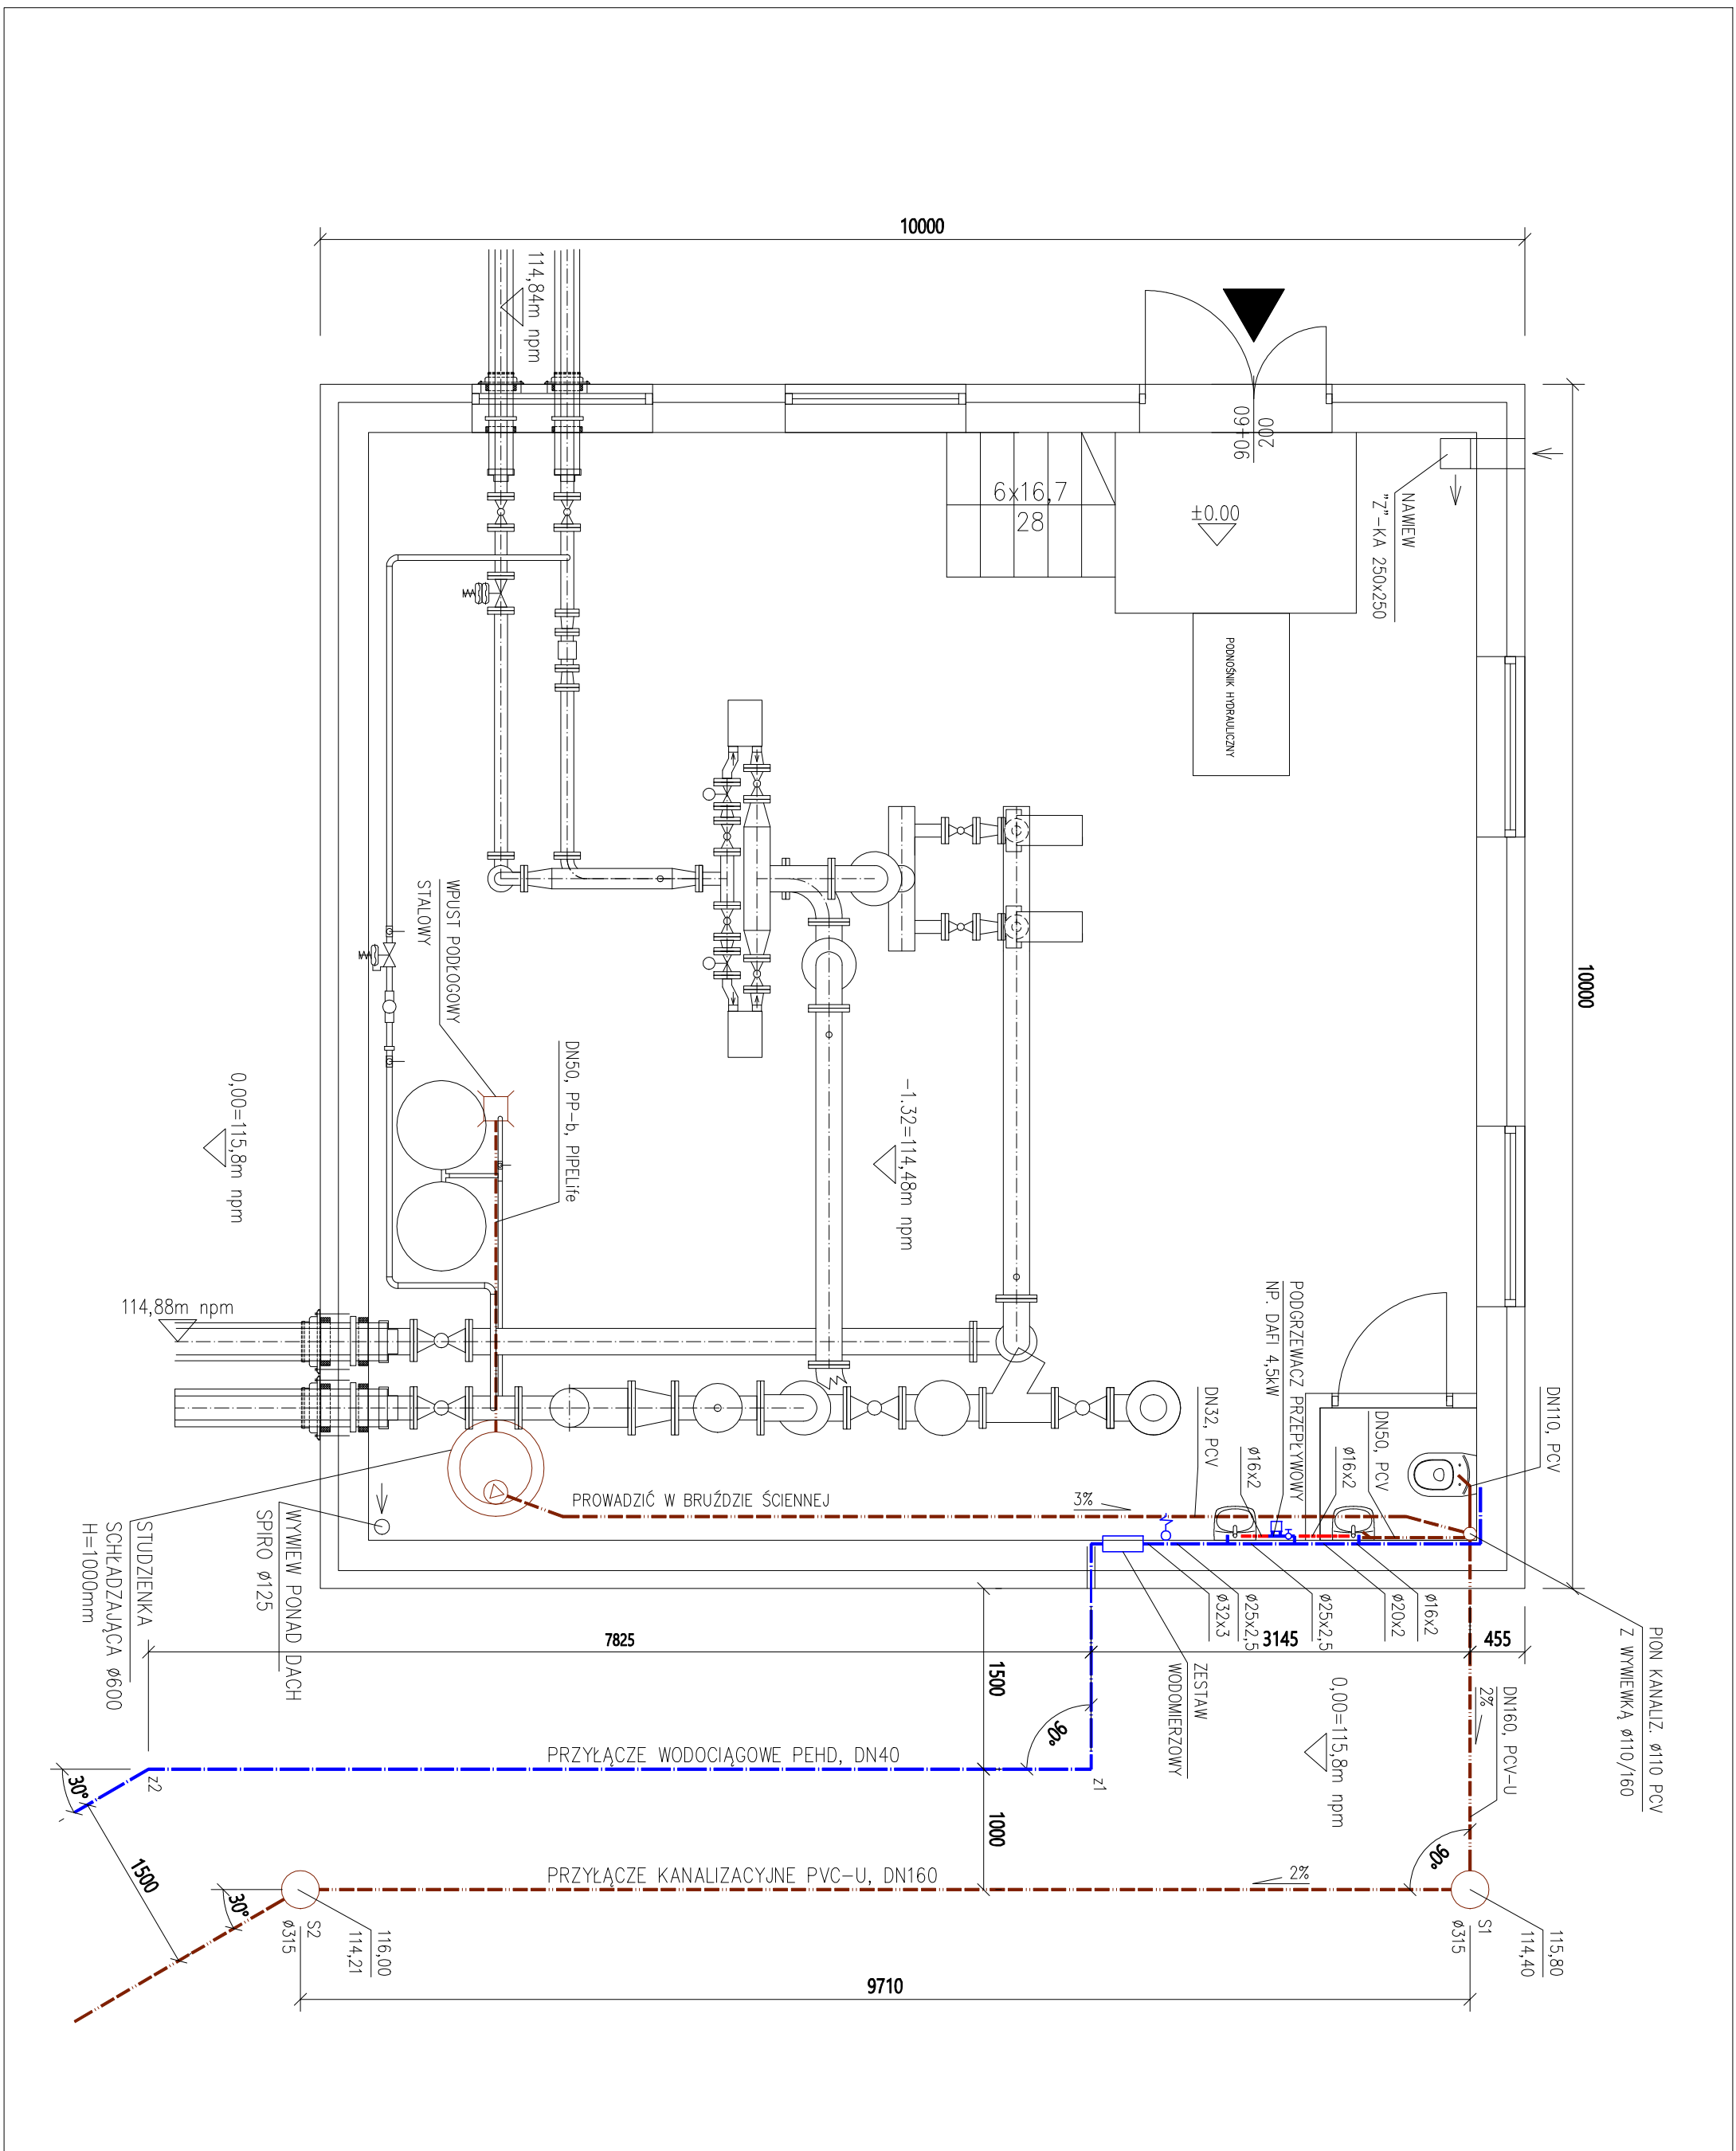 10000
114,84m npm
200
90+60
NAWIEW
"Z"-KA 250x250
6x16,7
28
±0.00
PODNOŚNIK HYDRAULICZNY
10000
WPUST PODŁOGOWY
STALOWY
DN50, PP-b, PIPELife
-1.32=114,48m npm
0,00=115,8m npm
114,88m npm
PODGRZEWACZ PRZEPŁYWOWY
NP. DAFI 4,5kW
DN32, PCV
ø16x2
ø16x2
DN50, PCV
DN110, PCV
PROWADZIĆ W BRUŹDZIE ŚCIENNEJ
3%
WYWIEW PONAD DACH
SPIRO ø125
STUDZIENKA
SCHŁADZAJĄCA ø600
H=1000mm
ø32x3
ø25x2,5
ø25x2,5
ø20x2
ø16x2
7825
3145
455
PION KANALIZ. ø110 PCV
Z WYWIEWKĄ ø110/160
ZESTAW
WODOMIERZOWY
1500
0,00=115,8m npm
DN160, PCV-U
2%
90°
PRZYŁĄCZE WODOCIĄGOWE PEHD, DN40
z1
z2
30°
1000
90°
1500
PRZYŁĄCZE KANALIZACYJNE PVC-U, DN160
2%
30°
S2
ø315
116,00
114,21
S1
ø315
115,80
114,40
9710